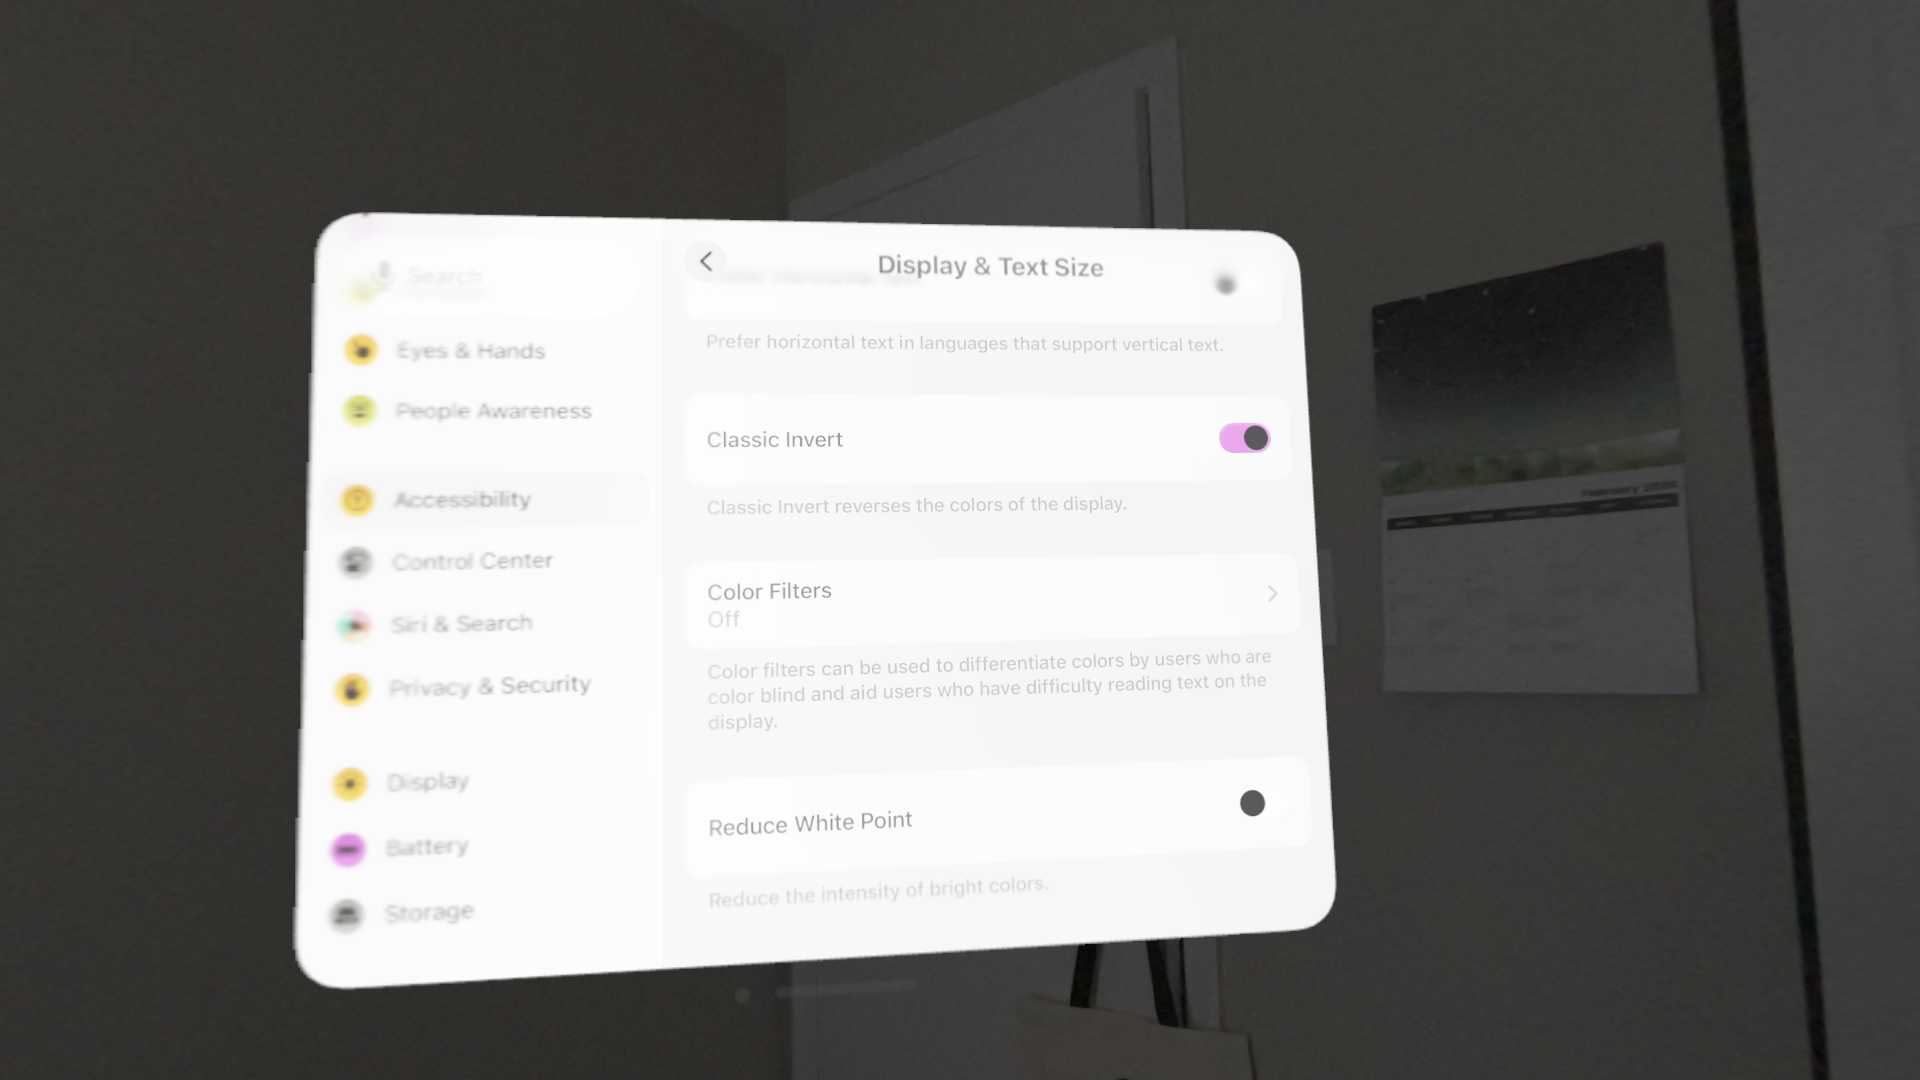 Search
Eyes & Hands
People Awareness
Accessibility
Control Center
Siri & Search
Privacy & Security
Display
Battery
Storage
Display & Text Size
Prefer horizontal text in languages that support vertical text.
Classic Invert
Classic Invert reverses the colors of the display.
Color Filters
Off
Color filters can be used to differentiate colors by users who are
color blind and aid users who have difficulty reading text on the
display.
Reduce White Point
Reduce the intensity of bright colors.
February 2026